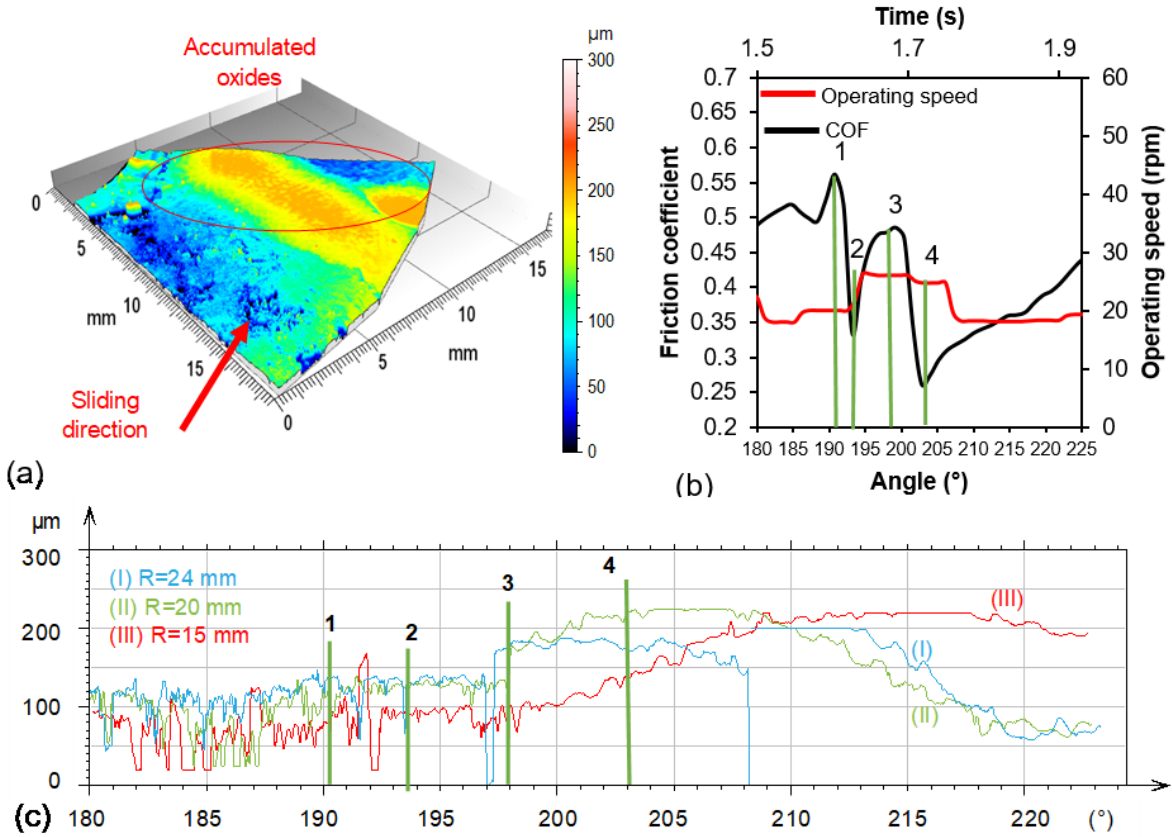 Accumulated
oxides
µm
300
250
200
150
100
50
0
0
5
10
15
mm
0
5
10
15
mm
Sliding
direction
(a)
Time (s)
1.5
1.6
1.7
1.8
1.9
0.7
0.65
0.6
0.55
0.5
0.45
0.4
0.35
0.3
0.25
0.2
Friction coefficient
60
50
40
30
20
10
0
Operating speed (rpm)
Operating speed
COF
1
2
3
4
180 185 190 195 200 205 210 215 220 225
Angle (°)
(b)
µm
300
200
100
0
(I) R=24 mm
(II) R=20 mm
(III) R=15 mm
1
2
3
4
(III)
(I)
(II)
180 185 190 195 200 205 210 215 220 (°)
(c)